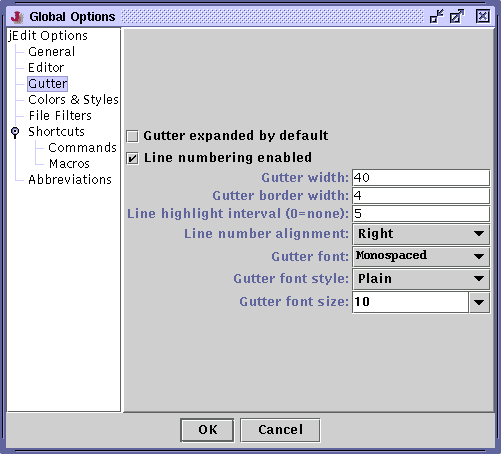 Global Options
jEdit Options
General
Editor
Gutter
Colors & Styles
File Filters
Shortcuts
Commands
Macros
Abbreviations
Gutter expanded by default
Line numbering enabled
Gutter width: 40
Gutter border width: 4
Line highlight interval (0=none): 5
Line number alignment: Right
Gutter font: Monospaced
Gutter font style: Plain
Gutter font size: 10
OK Cancel